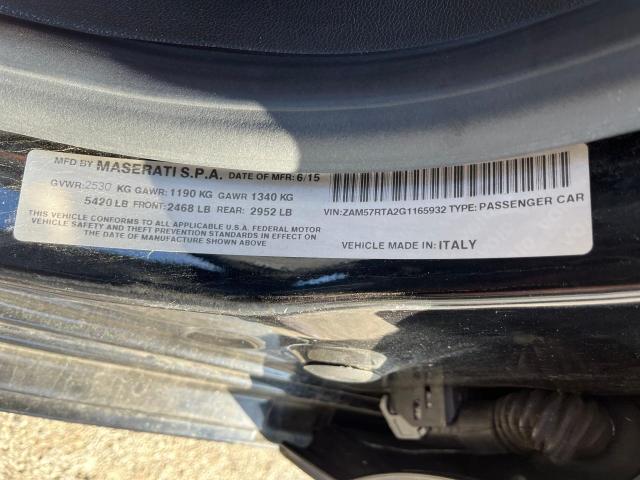 MFD BY MASERATI S.P.A. DATE OF MFR: 6/15
GVWR: 2530 KG GAWR: 1190 KG GAWR 1340 KG
5420 LB FRONT: 2468 LB REAR: 2952 LB
THIS VEHICLE CONFORMS TO ALL APPLICABLE U.S.A. FEDERAL MOTOR
VEHICLE SAFETY AND THEFT PREVENTION STANDARDS IN EFFECT ON
THE DATE OF MANUFACTURE SHOWN ABOVE
VIN: ZAM57RTA2G1165932 TYPE: PASSENGER CAR
VEHICLE MADE IN: ITALY